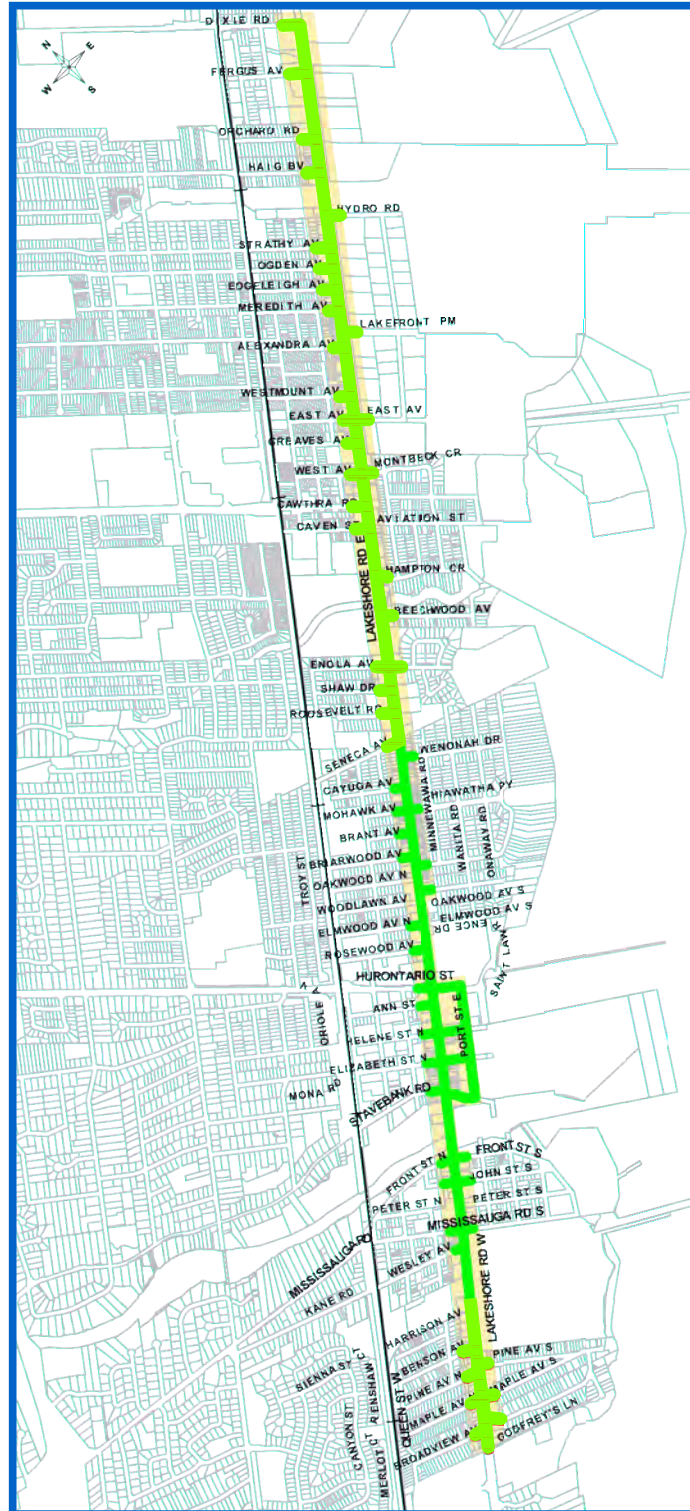 DIXIE RD
N
E
W
S
FERGUS AV
ORCHARD RD
HAIG BV
HYDRO RD
STRATHY AV
OGDEN AV
EDGELEIGH AV
MEREDITH AV
LAKEFRONT PM
ALEXANDRA AV
WESTMOUNT AV
EAST AV
EAST AV
GREAVES AV
MONTBECK CR
WEST AV
CAWTHRA RD
AVIATION ST
CAVEN ST
LAKESHORE RD E
HAMPTON CR
BEECHWOOD AV
ENOLA AV
SHAW DR
ROOSEVELT RD
SENECA AV
WENONAH DR
CAYUGA AV
HIAWATHA PY
MINNEWAWA RD
MOHAWK AV
WANITA RD
ONAWAY RD
BRANT AV
BRIARWOOD AV
TROY ST
OAKWOOD AV N
OAKWOOD AV S
WOODLAWN AV
ELMWOOD AV S
ELMWOOD AV N
SAINT LAWRENCE DR
ROSEWOOD AV
HURONTARIO ST
ORIOLE AV
ANN ST
PORT ST E
HELENE ST N
ELIZABETH ST N
MONA RD
STAVEBANK RD
FRONT ST N
FRONT ST S
JOHN ST S
PETER ST N
PETER ST S
MISSISSAUGA RD S
MISSISSAUGA RD
WESLEY AV
LAKESHORE RD W
KANE RD
HARRISON AV
BENSON AV
PINE AV S
SIENNA ST
RENSHAW CT
PINE AV N
MAPLE AV S
MAPLE AV N
QUEEN ST W
CANYON ST
MERLOT CT
BROADVIEW AV
GODFREY'S LN